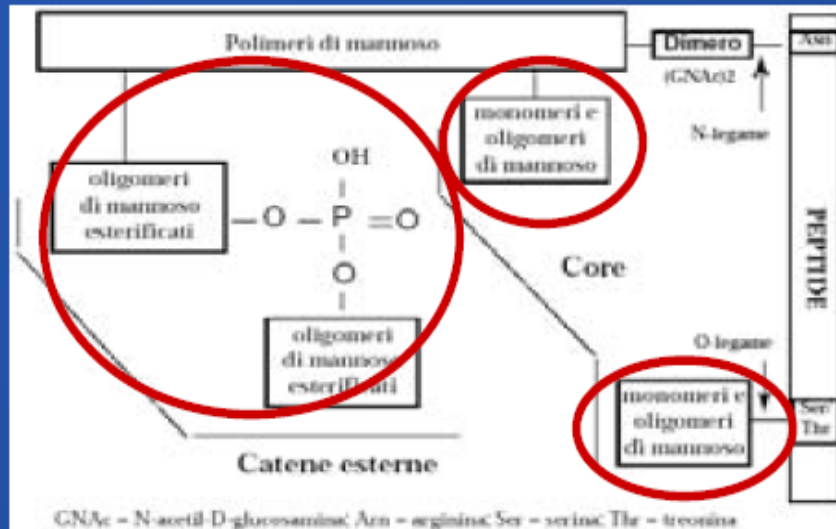 Polimeri di mannoso
Dimero
Asn
(GNAc)2
N-legame
monomeri e
oligomeri
di mannoso
OH
oligomeri
di mannoso
esterificati
– O – P = O
O
oligomeri
di mannoso
esterificati
Core
PEPTIDE
O-legame
monomeri e
oligomeri
di mannoso
Ser/
Thr
Catene esterne
GNAc = N-acetil-D-glucosamina; Arn = arginina; Ser = serina; Thr = treonina